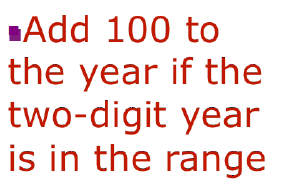 Add 100 to
the year if the
two-digit year
is in the range